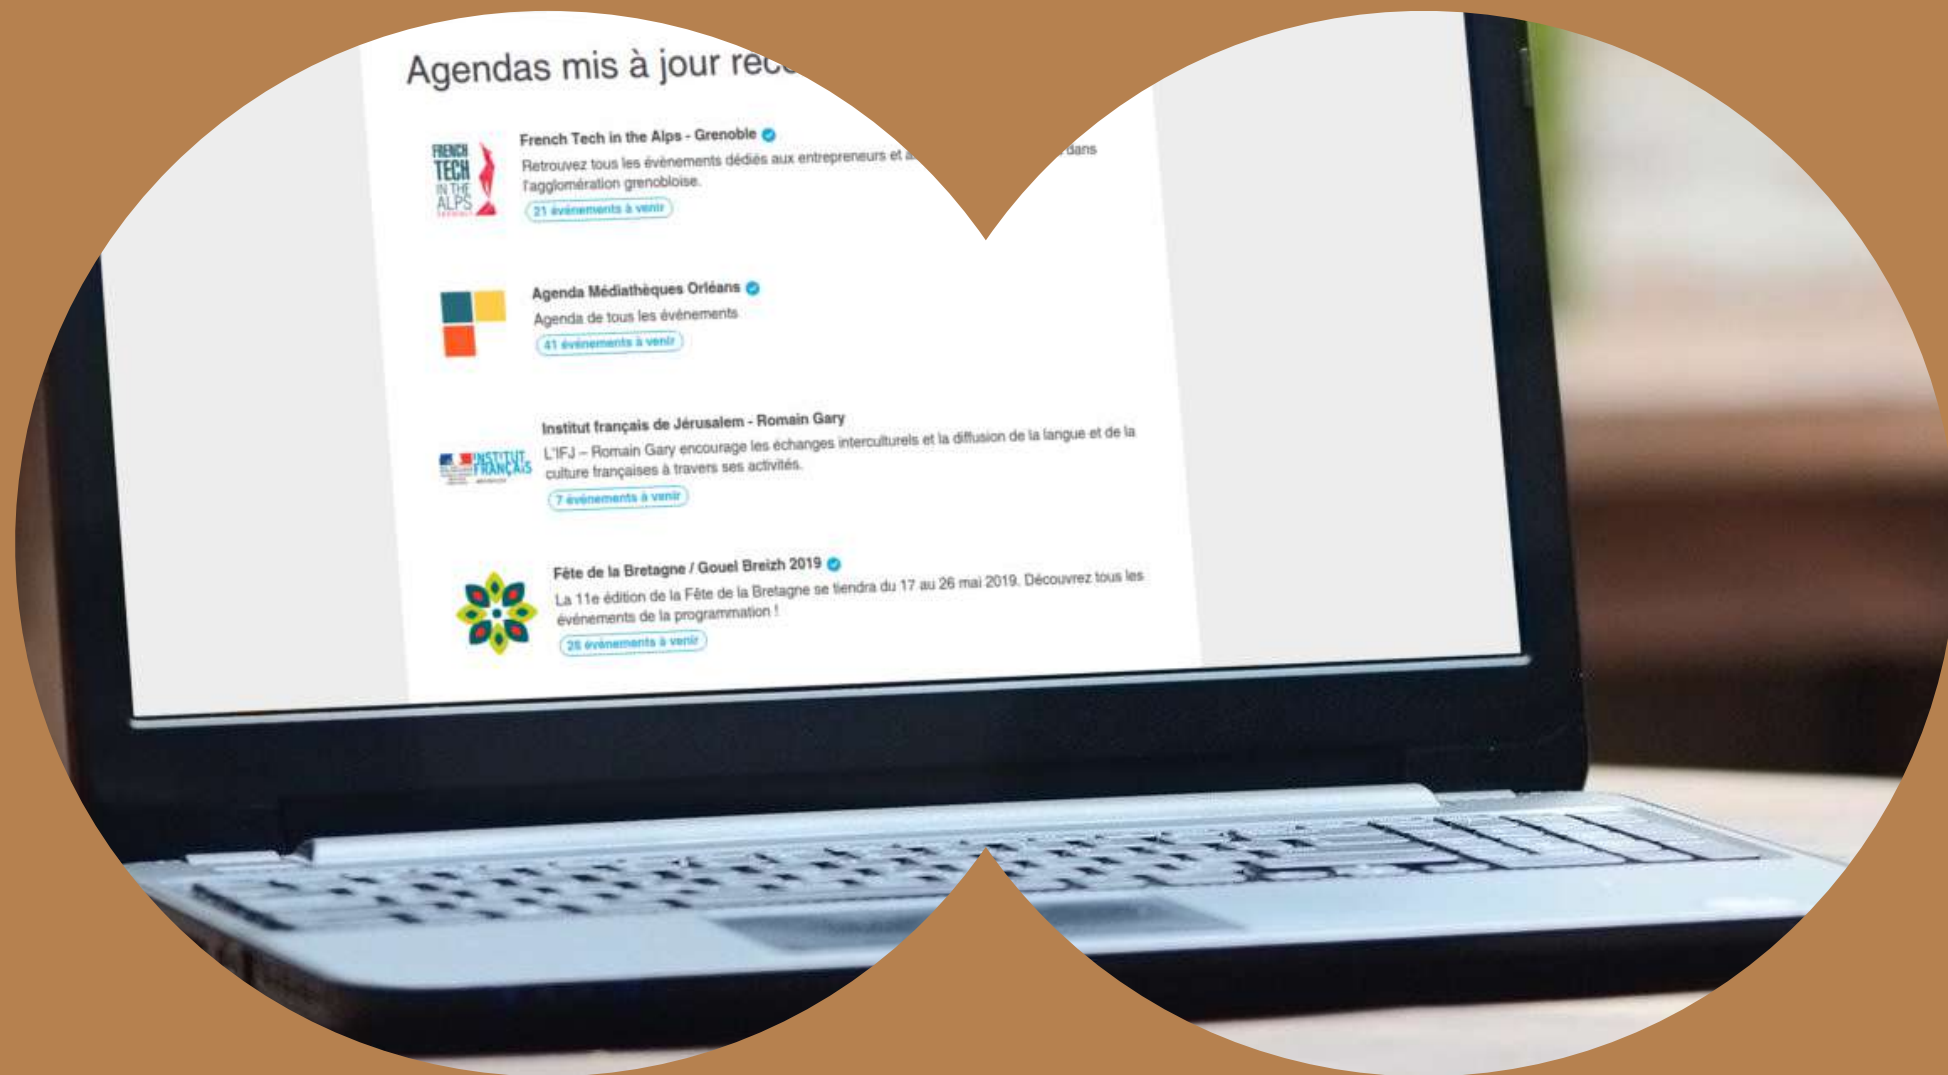 Agendas mis à jour
FRENCH
TECH
IN THE
ALPS
French Tech in the Alps - Grenoble
Retrouvez tous les évènements dédiés aux entrepreneurs et dans
l'agglomération grenobloise.
21 événements à venir
Agenda Médiathèques Orléans
Agenda de tous les événements
41 événements à venir
INSTITUT
FRANÇAIS
Institut français de Jérusalem - Romain Gary
L'IFJ – Romain Gary encourage les échanges interculturels et la diffusion de la langue et de la
culture françaises à travers ses activités.
7 événements à venir
Fête de la Bretagne / Gouel Breizh 2019
La 11e édition de la Fête de la Bretagne se tiendra du 17 au 26 mai 2019. Découvrez tous les
événements de la programmation !
28 événements à venir